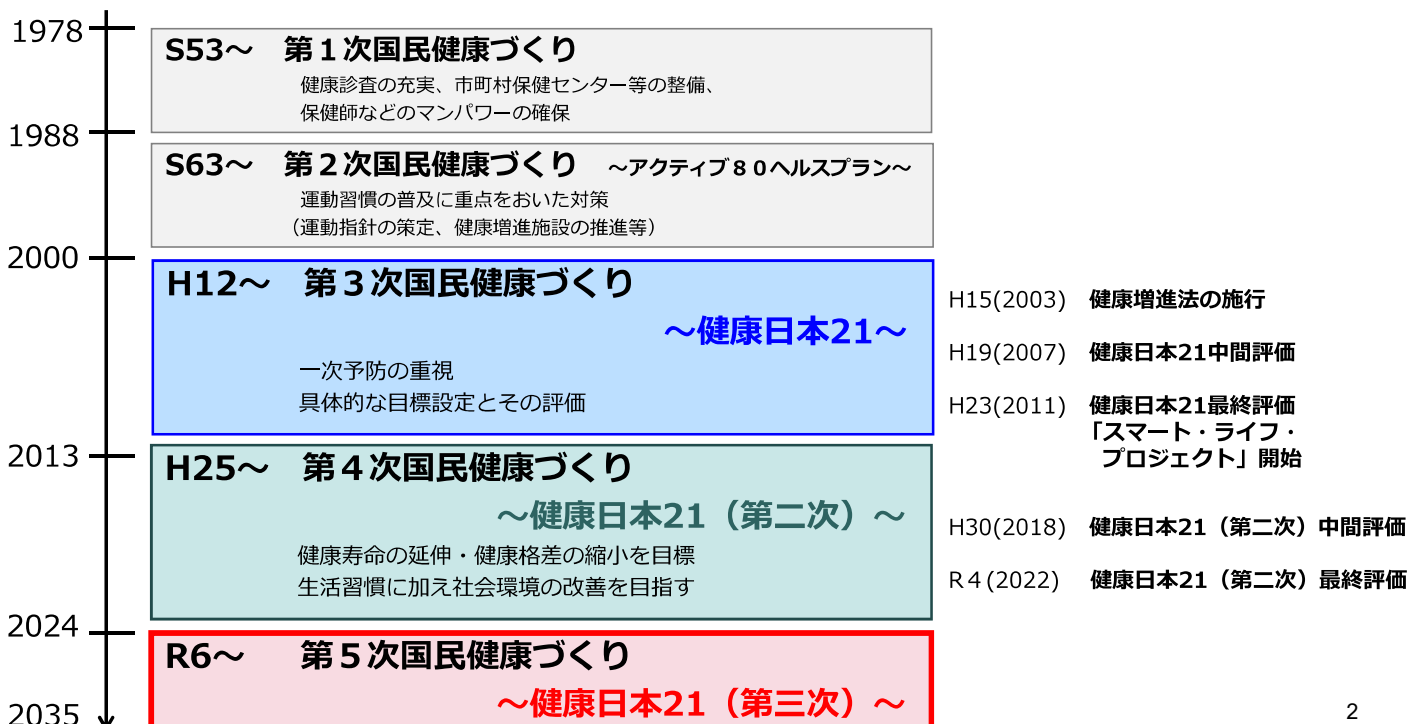 1978
S53～ 第１次国民健康づくり
健康診査の充実、市町村保健センター等の整備、
保健師などのマンパワーの確保
1988
S63～ 第２次国民健康づくり ～アクティブ８０ヘルスプラン～
運動習慣の普及に重点をおいた対策
（運動指針の策定、健康増進施設の推進等）
2000
H12～ 第３次国民健康づくり
～健康日本21～
一次予防の重視
具体的な目標設定とその評価
H15(2003) 健康増進法の施行
H19(2007) 健康日本21中間評価
H23(2011) 健康日本21最終評価
「スマート・ライフ・
プロジェクト」開始
2013
H25～ 第４次国民健康づくり
～健康日本21（第二次）～
健康寿命の延伸・健康格差の縮小を目標
生活習慣に加え社会環境の改善を目指す
H30(2018) 健康日本21（第二次）中間評価
R４(2022) 健康日本21（第二次）最終評価
2024
R6～ 第５次国民健康づくり
～健康日本21（第三次）～
2035
2